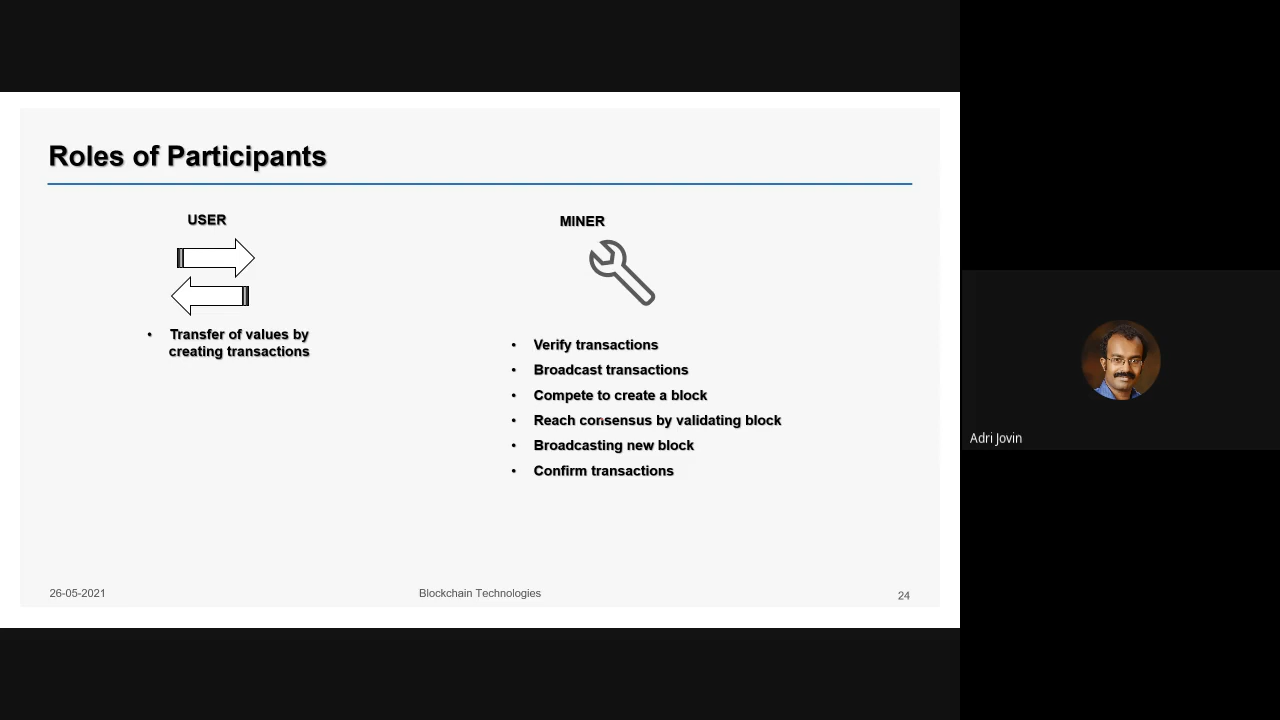 Roles of Participants
USER
• Transfer of values by
creating transactions
MINER
• Verify transactions
• Broadcast transactions
• Compete to create a block
• Reach consensus by validating block
• Broadcasting new block
• Confirm transactions
26-05-2021
Blockchain Technologies
24
Adri Jovin